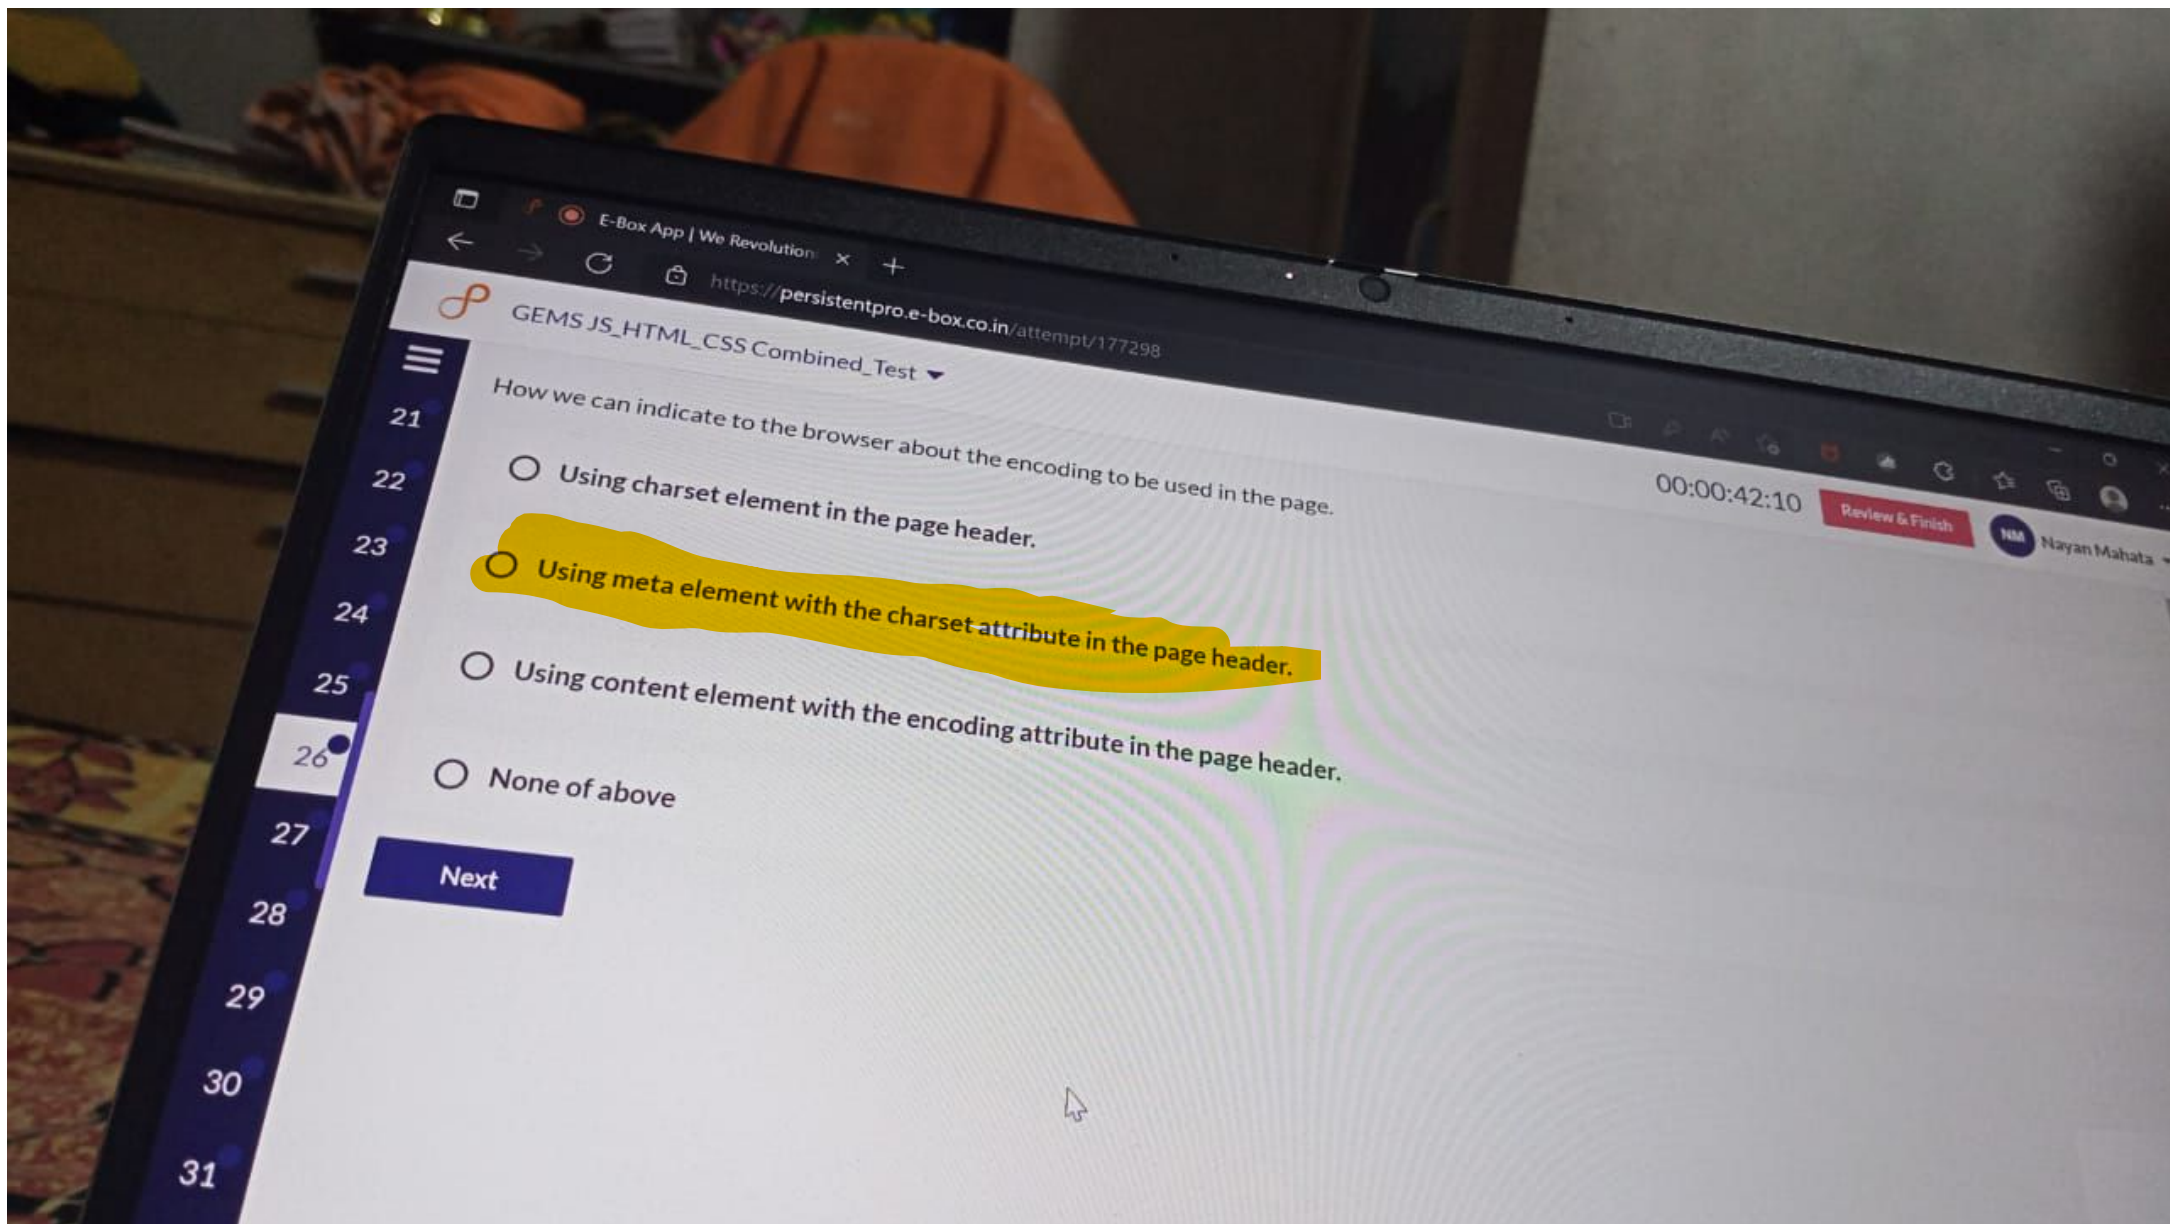 E-Box App | We Revolution
https://persistentpro.e-box.co.in/attempt/177298
GEMS JS_HTML_CSS Combined_Test
00:00:42:10
Review & Finish
NM
Nayan Mahata
How we can indicate to the browser about the encoding to be used in the page.
Using charset element in the page header.
Using meta element with the charset attribute in the page header.
Using content element with the encoding attribute in the page header.
None of above
Next
21
22
23
24
25
26
27
28
29
30
31